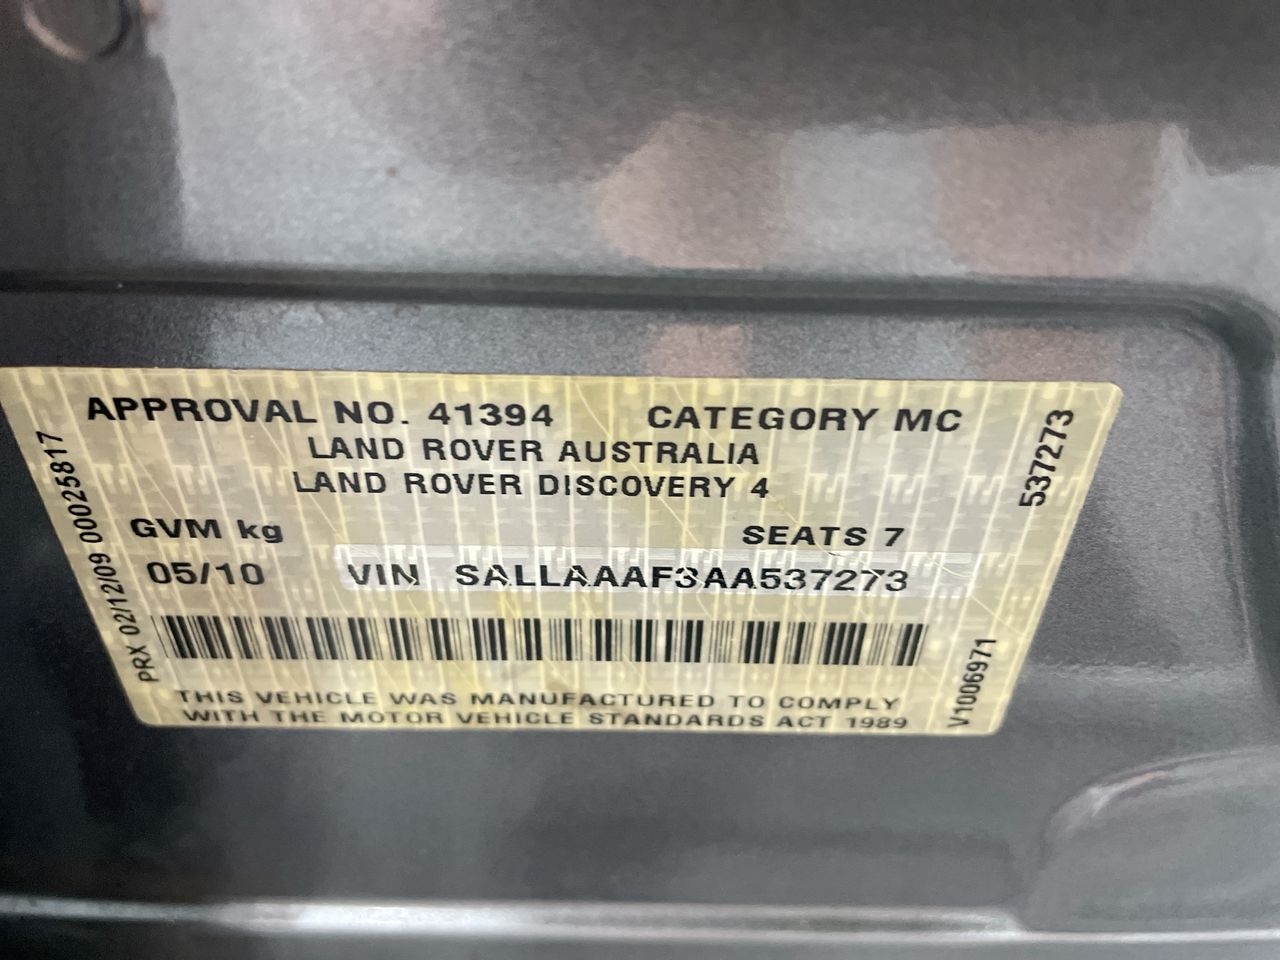 APPROVAL NO. 41394 CATEGORY MC
LAND ROVER AUSTRALIA
LAND ROVER DISCOVERY 4
GVM kg SEATS 7
05/10 VIN SALLAAAF3AA537273
THIS VEHICLE WAS MANUFACTURED TO COMPLY
WITH THE MOTOR VEHICLE STANDARDS ACT 1989
PRX 02/12/09 00025817
537273
V1006971